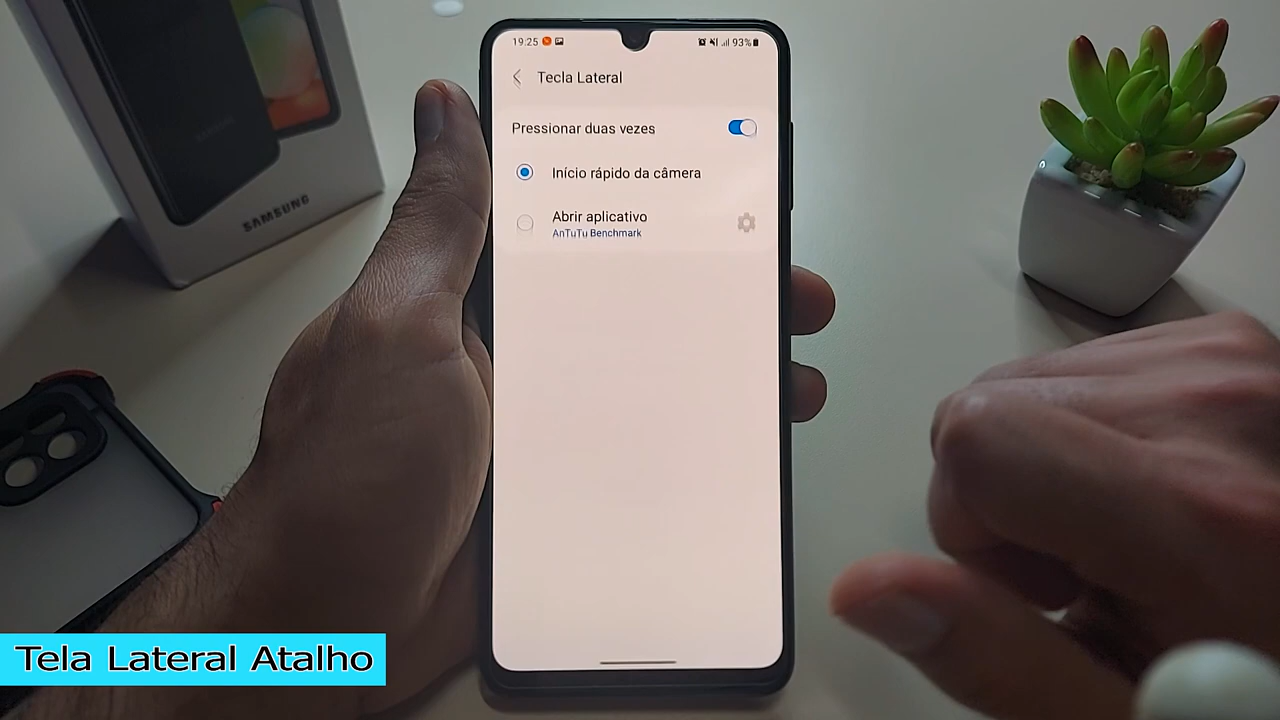 19:25
93%
Tecla Lateral
Pressionar duas vezes
Início rápido da câmera
Abrir aplicativo
AnTuTu Benchmark
SAMSUNG
Tela Lateral Atalho